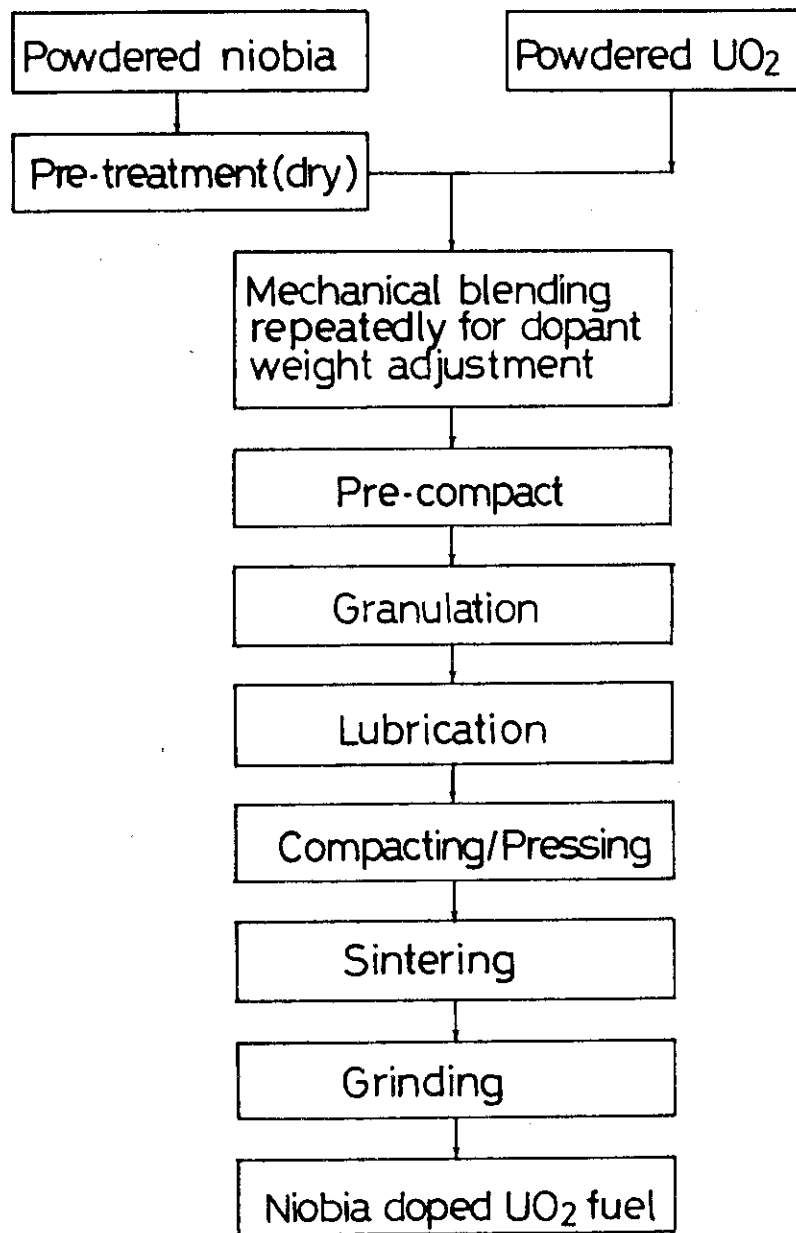 Powdered niobia
Powdered UO₂
Pre-treatment(dry)
Mechanical blending
repeatedly for dopant
weight adjustment
Pre-compact
Granulation
Lubrication
Compacting/Pressing
Sintering
Grinding
Niobia doped UO₂ fuel